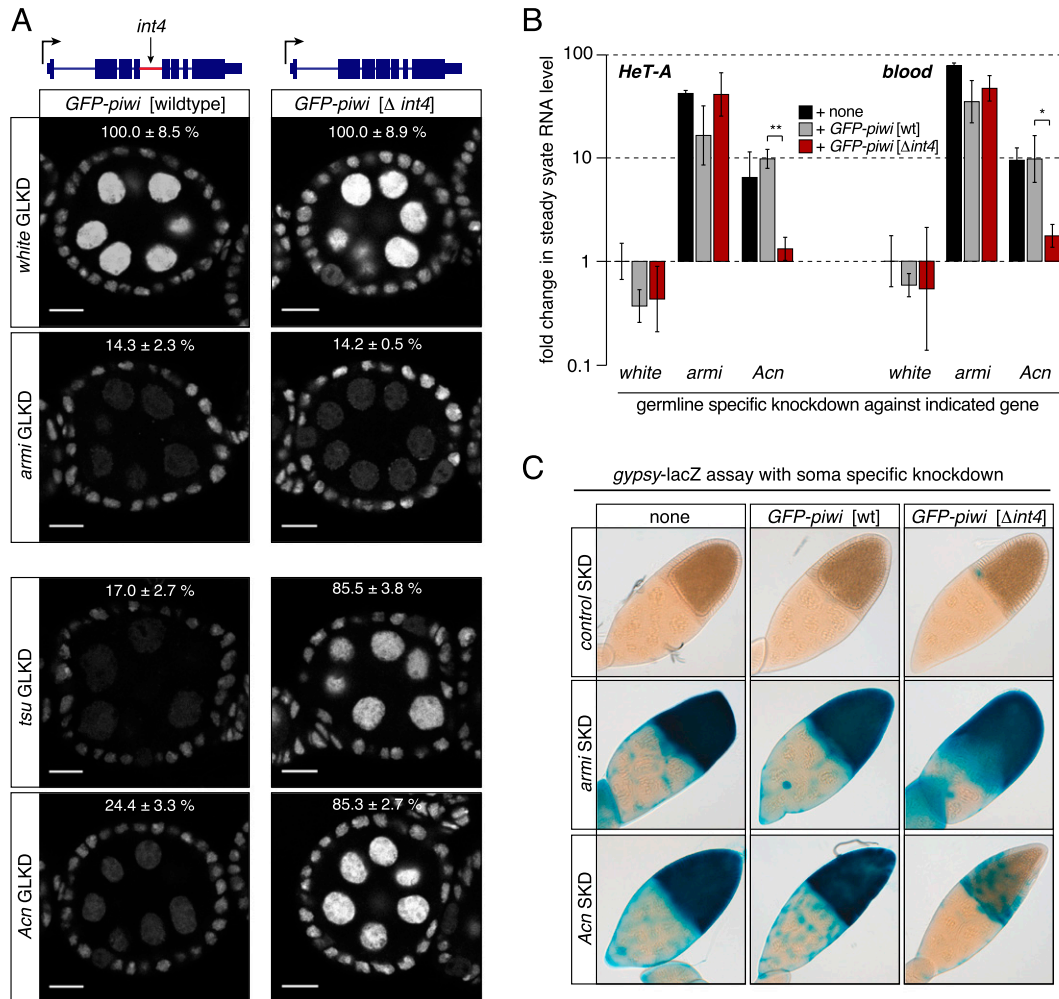 A
int4
GFP-piwi [wildtype]
GFP-piwi [Δ int4]
white GLKD
100.0 ± 8.5 %
100.0 ± 8.9 %
armi GLKD
14.3 ± 2.3 %
14.2 ± 0.5 %
tsu GLKD
17.0 ± 2.7 %
85.5 ± 3.8 %
Acn GLKD
24.4 ± 3.3 %
85.3 ± 2.7 %
B
fold change in steady syate RNA level
100
10
1
0.1
HeT-A
blood
+ none
+ GFP-piwi [wt]
+ GFP-piwi [Δint4]
**
*
white armi Acn white armi Acn
germline specific knockdown against indicated gene
C
gypsy-lacZ assay with soma specific knockdown
none
GFP-piwi [wt]
GFP-piwi [Δint4]
control SKD
armi SKD
Acn SKD